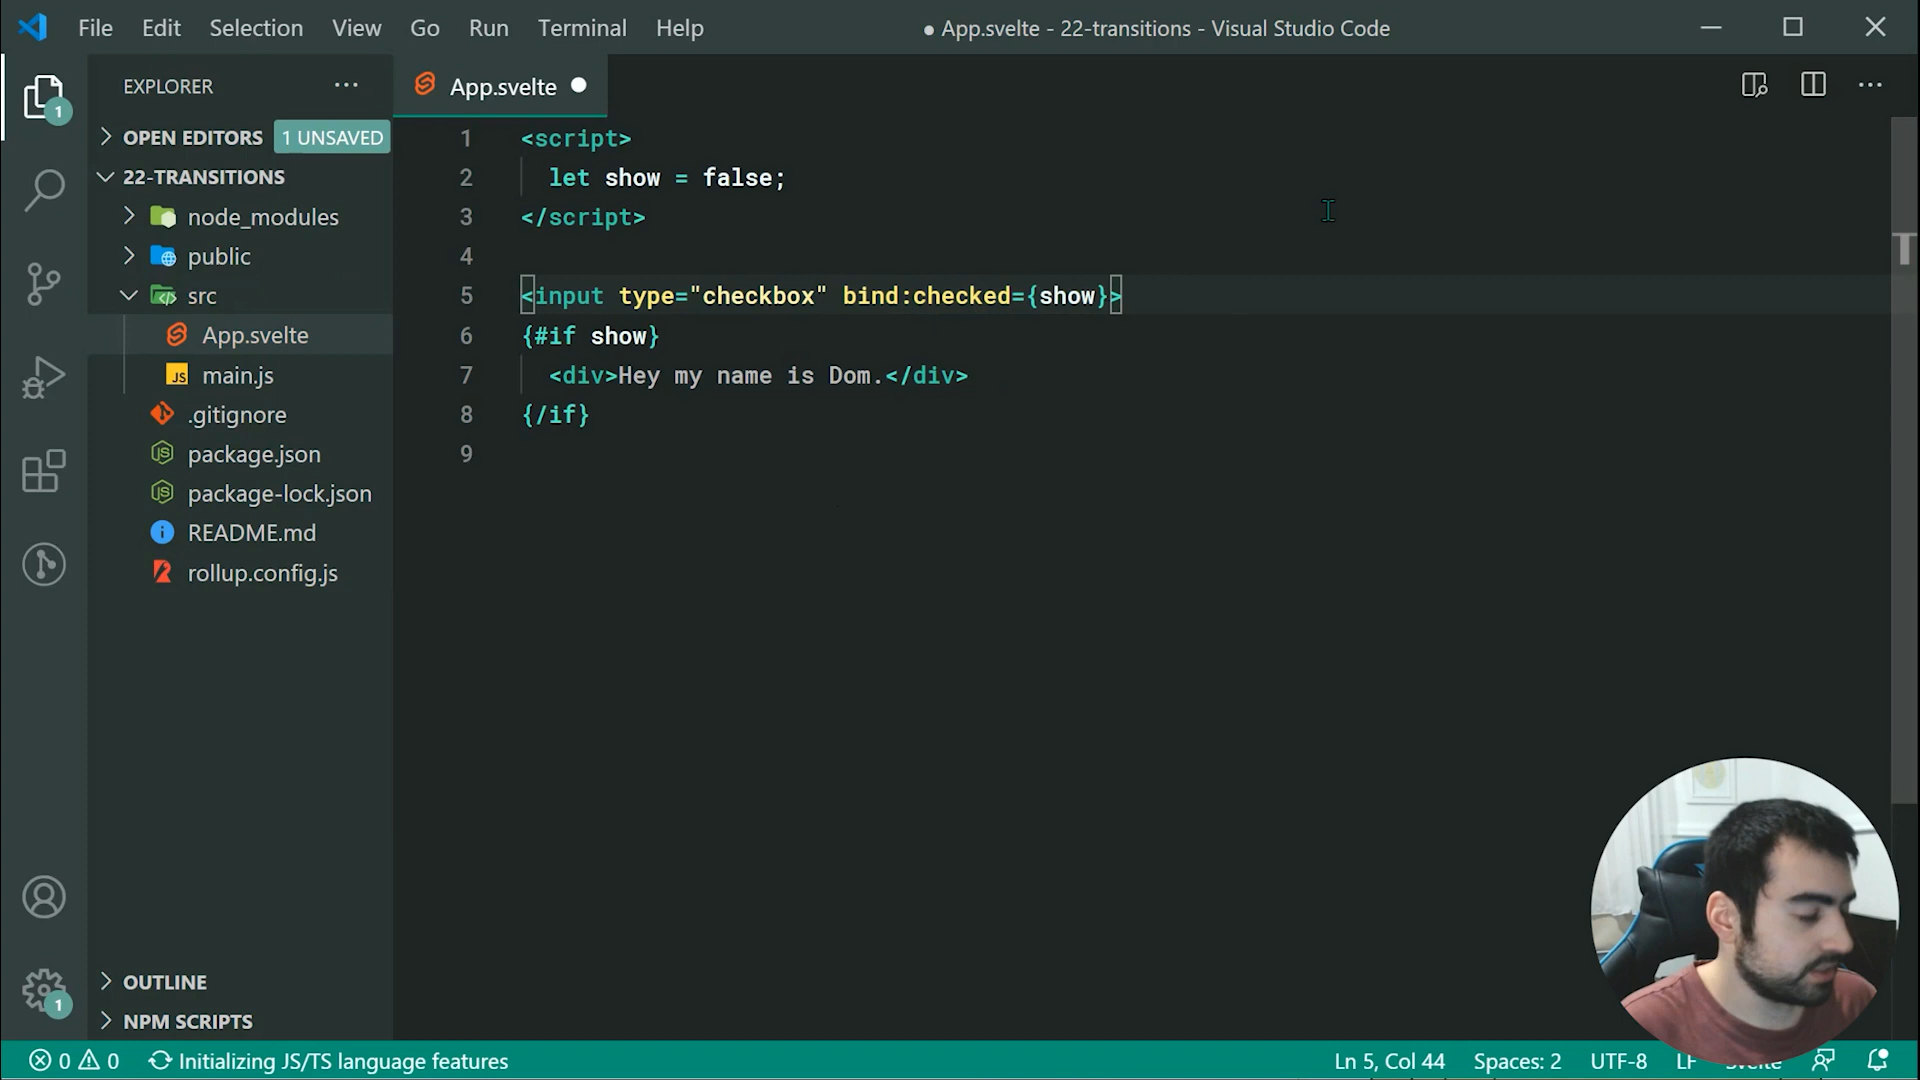 File Edit Selection View Go Run Terminal Help
● App.svelte - 22-transitions - Visual Studio Code
EXPLORER
OPEN EDITORS 1 UNSAVED
22-TRANSITIONS
node_modules
public
src
App.svelte
JS main.js
.gitignore
package.json
package-lock.json
README.md
rollup.config.js
OUTLINE
NPM SCRIPTS
1
1
App.svelte
1 <script>
2 let show = false;
3 </script>
4
5 <input type="checkbox" bind:checked={show}>
6 {#if show}
7 <div>Hey my name is Dom.</div>
8 {/if}
9
0 0 Initializing JS/TS language features
Ln 5, Col 44 Spaces: 2 UTF-8 LF Svelte